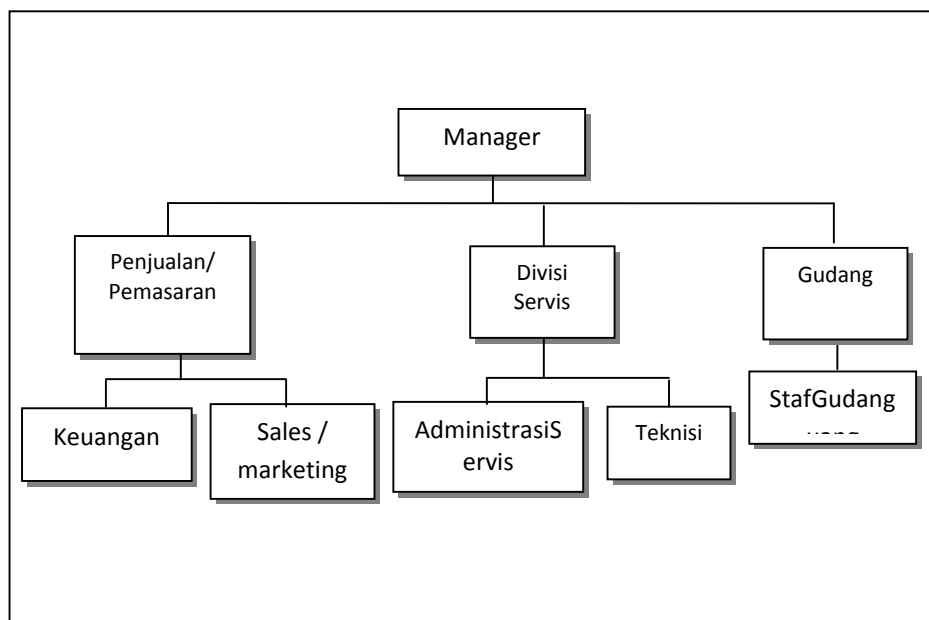 Manager
Penjualan/
Pemasaran
Divisi
Servis
Gudang
Keuangan
Sales /
marketing
AdministrasiS
ervis
Teknisi
StafGudang